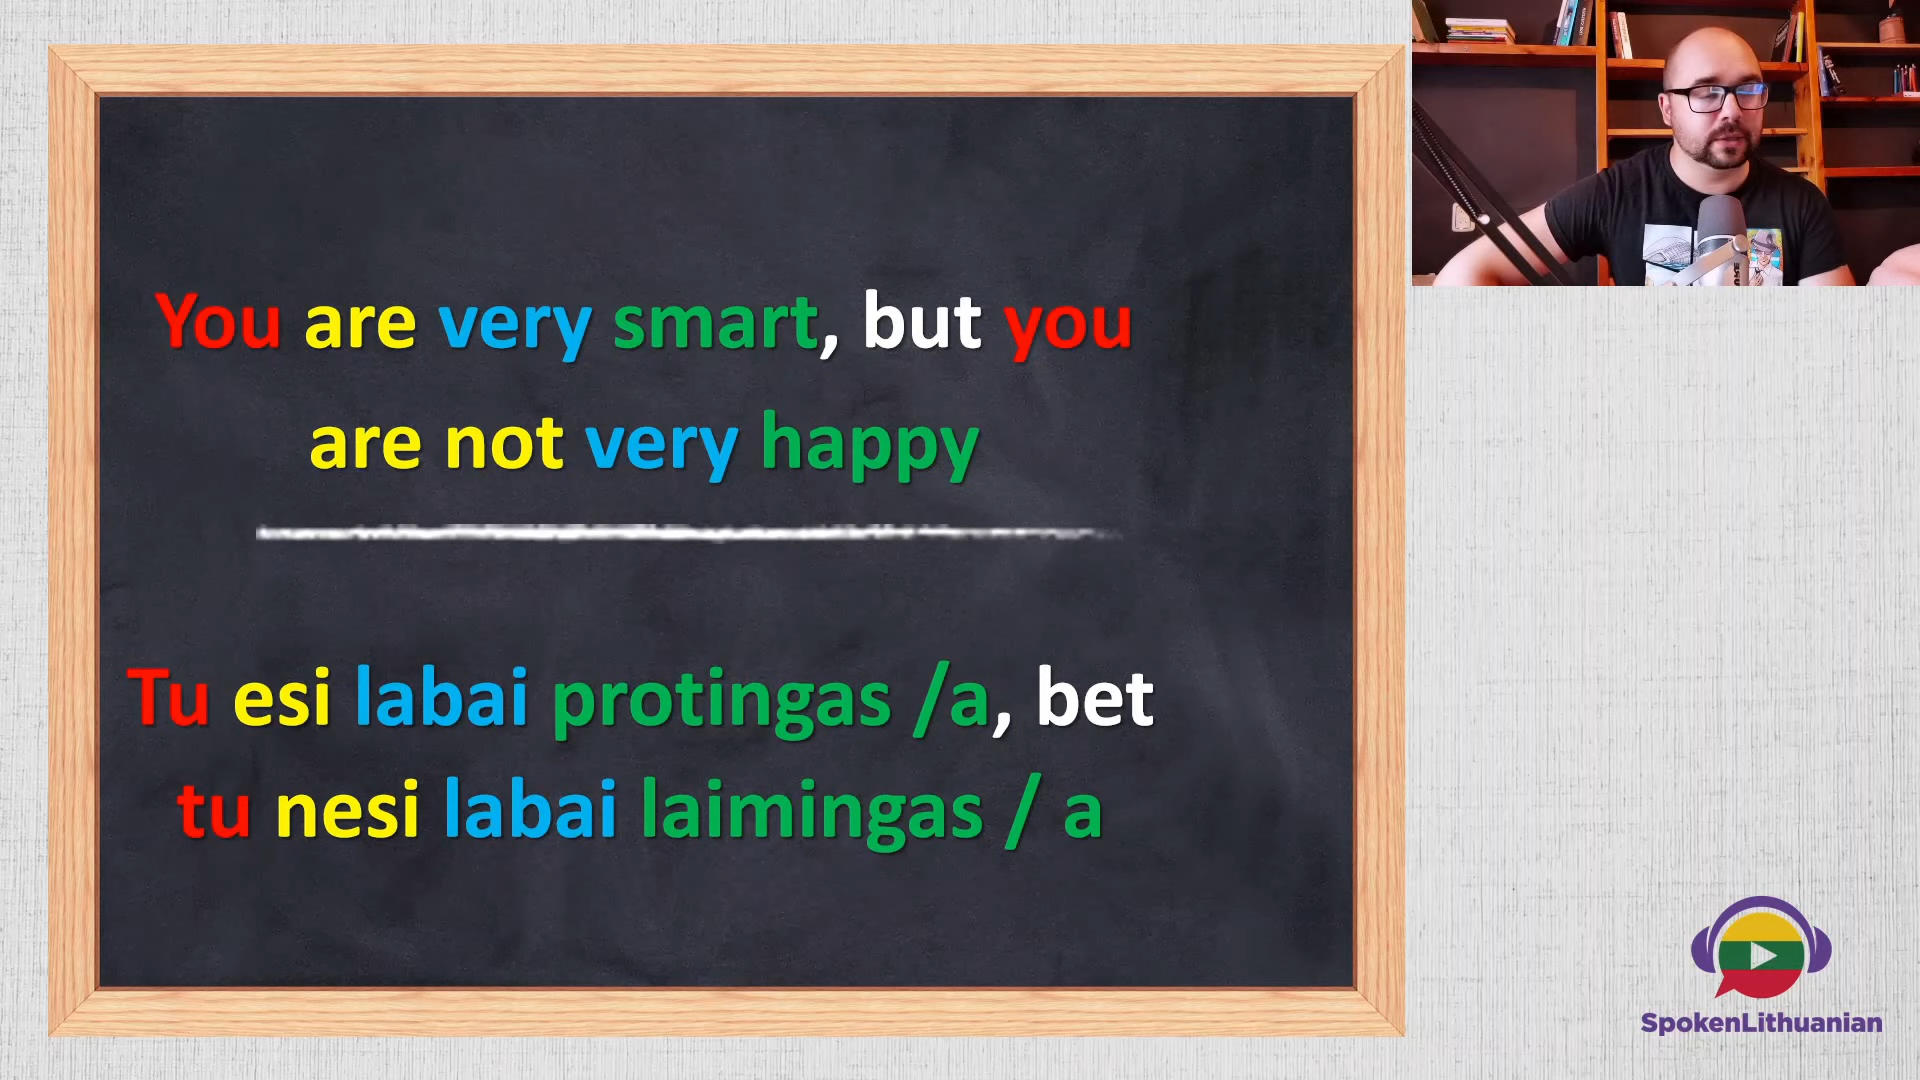 You are very smart, but you
are not very happy
Tu esi labai protingas /a, bet
tu nesi labai laimingas / a
SpokenLithuanian